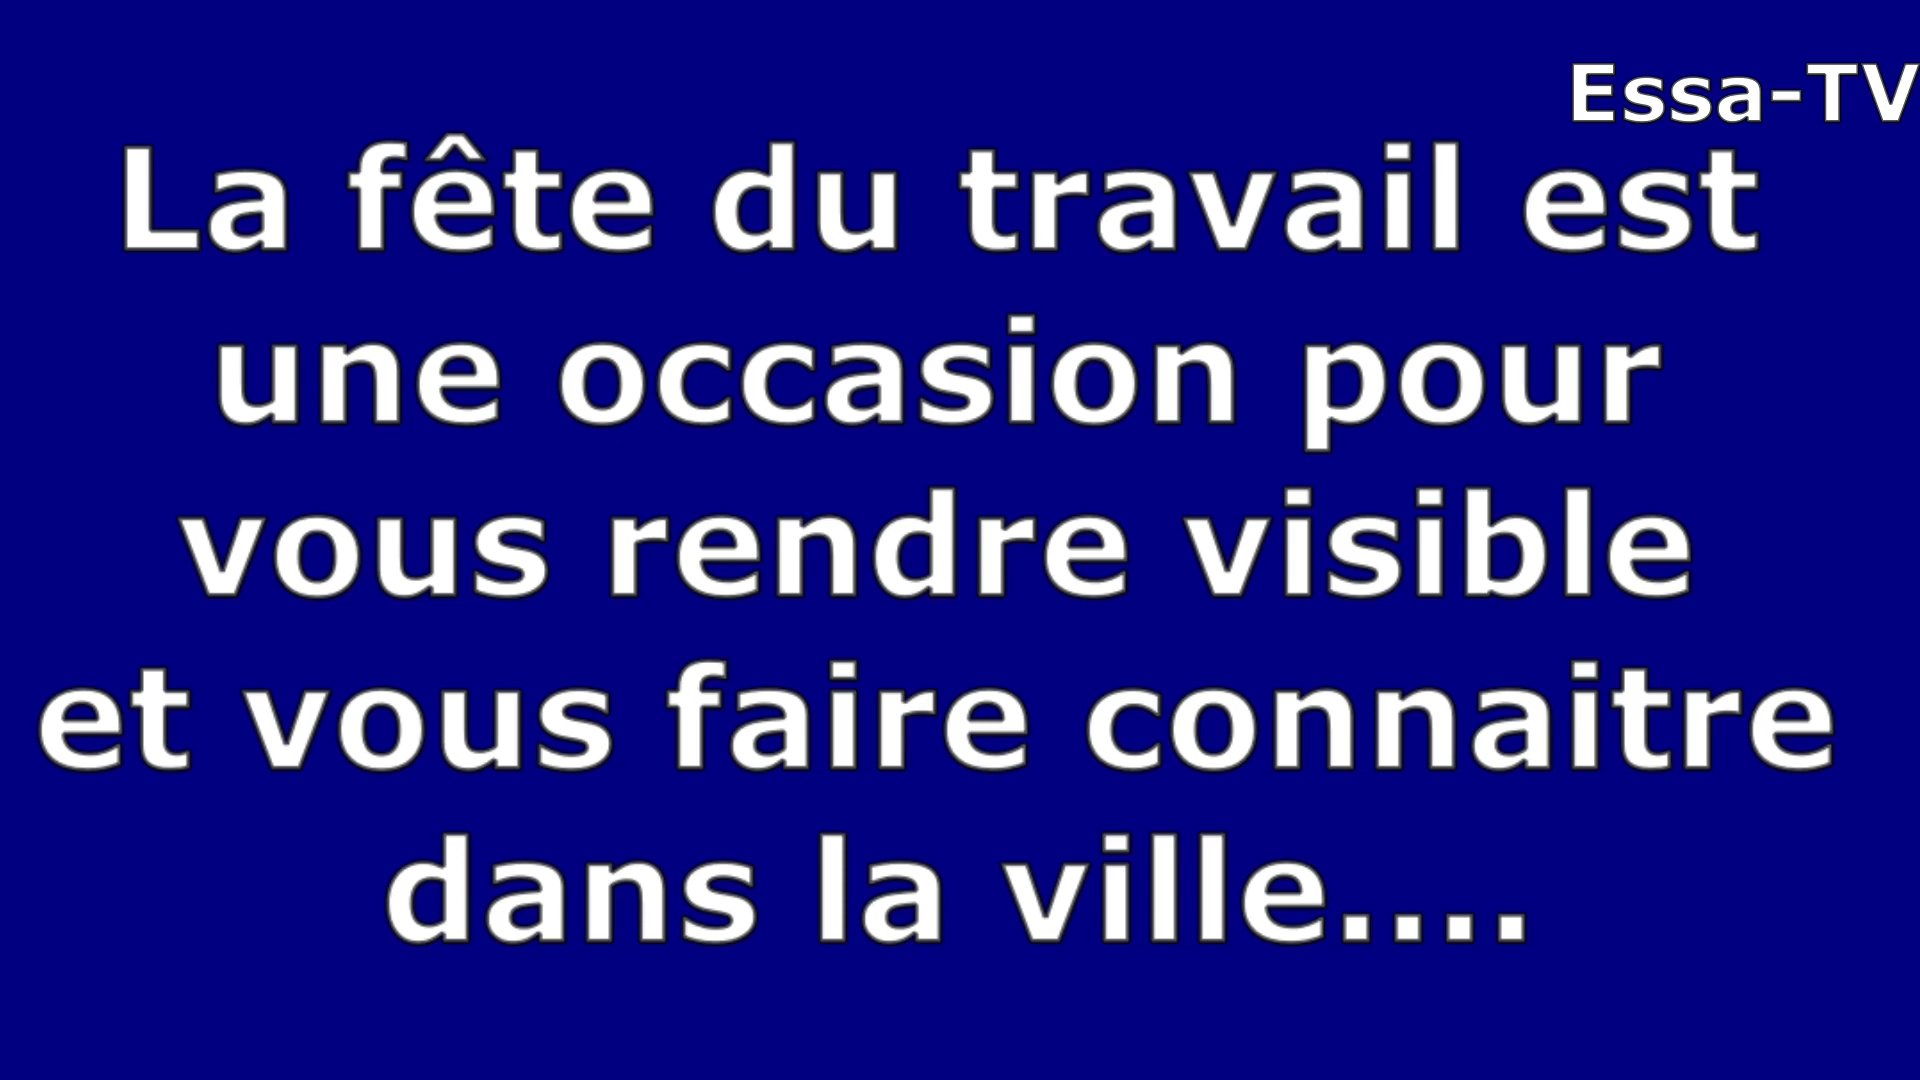 Essa-TV
La fête du travail est
une occasion pour
vous rendre visible
et vous faire connaitre
dans la ville....